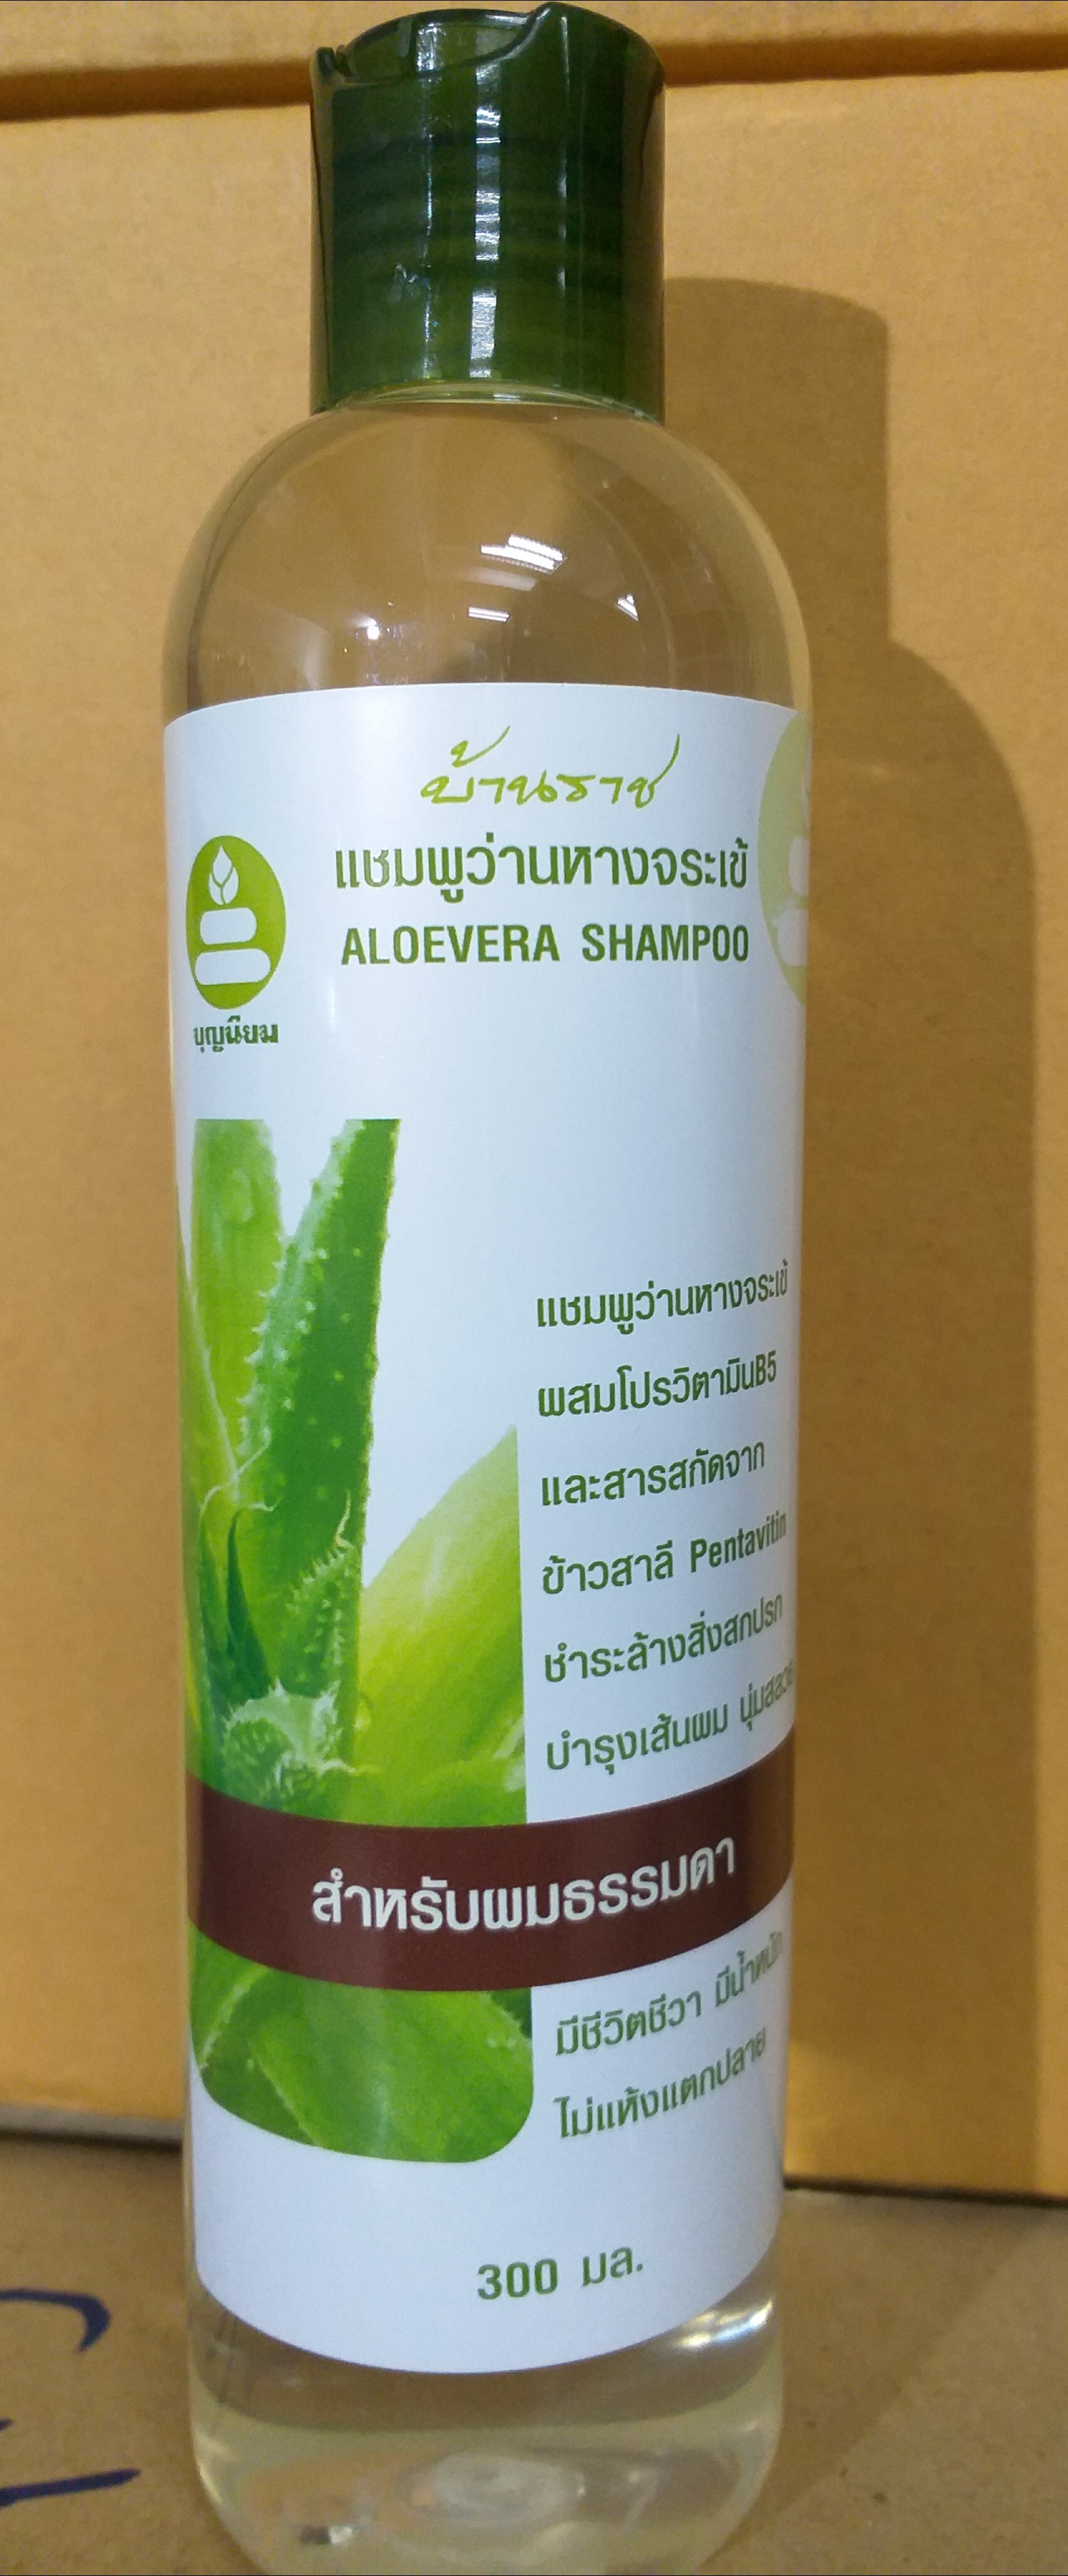 บ้านราช
แชมพูว่านหางจระเข้
ALOEVERA SHAMPOO
บุญนิยม
แชมพูว่านหางจระเข้
ผสมโปรวิตามินB5
และสารสกัดจาก
ข้าวสาลี Pentavitin
ชำระล้างสิ่งสกปรก
บำรุงเส้นผม นุ่มสลวย
สำหรับผมธรรมดา
มีชีวิตชีวา มีน้ำหนัก
ไม่แห้งแตกปลาย
300 มล.